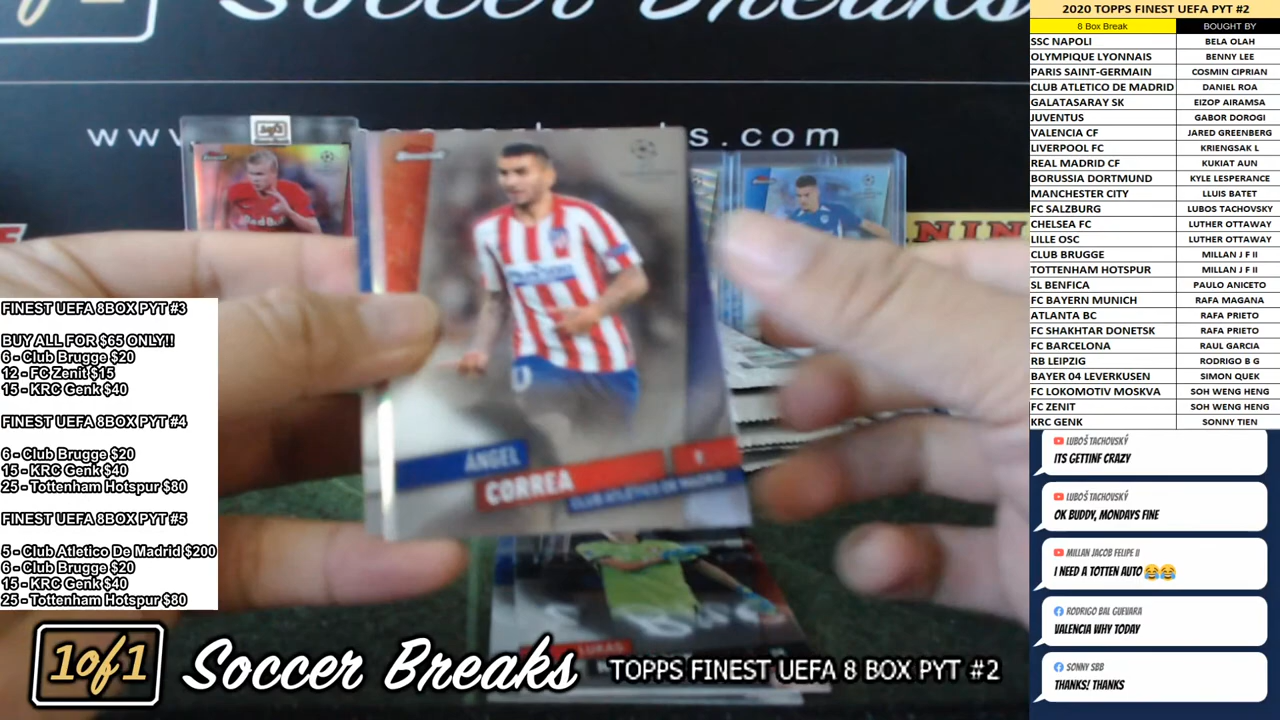 2020 TOPPS FINEST UEFA PYT #2
8 Box Break BOUGHT BY
SSC NAPOLI BELA OLAH
OLYMPIQUE LYONNAIS BENNY LEE
PARIS SAINT-GERMAIN COSMIN CIPRIAN
CLUB ATLETICO DE MADRID DANIEL ROA
GALATASARAY SK EIZOP AIRAMSA
JUVENTUS GABOR DOROGI
VALENCIA CF JARED GREENBERG
LIVERPOOL FC KRIENGSAK L
REAL MADRID CF KUKIAT AUN
BORUSSIA DORTMUND KYLE LESPERANCE
MANCHESTER CITY LLUIS BATET
FC SALZBURG LUBOS TACHOVSKY
CHELSEA FC LUTHER OTTAWAY
LILLE OSC LUTHER OTTAWAY
CLUB BRUGGE MILLAN J F II
TOTTENHAM HOTSPUR MILLAN J F II
SL BENFICA PAULO ANICETO
FC BAYERN MUNICH RAFA MAGANA
ATLANTA BC RAFA PRIETO
FC SHAKHTAR DONETSK RAFA PRIETO
FC BARCELONA RAUL GARCIA
RB LEIPZIG RODRIGO B G
BAYER 04 LEVERKUSEN SIMON QUEK
FC LOKOMOTIV MOSKVA SOH WENG HENG
FC ZENIT SOH WENG HENG
KRC GENK SONNY TIEN
LUBOŠ TACHOVSKÝ
ITS GETTINF CRAZY
LUBOŠ TACHOVSKÝ
OK BUDDY, MONDAYS FINE
MILLAN JACOB FELIPE II
I NEED A TOTTEN AUTO 😂😂
RODRIGO BAL GUEVARA
VALENCIA WHY TODAY
SONNY SBB
THANKS! THANKS
Soccer Breaks
ww
s.com
ANGEL
CORREA
CLUB ATLETICO DE MADRID
LUKAS
FINEST UEFA 8BOX PYT #3
BUY ALL FOR $65 ONLY!!
6 - Club Brugge $20
12 - FC Zenit $15
15 - KRC Genk $40
FINEST UEFA 8BOX PYT #4
6 - Club Brugge $20
15 - KRC Genk $40
25 - Tottenham Hotspur $80
FINEST UEFA 8BOX PYT #5
5 - Club Atletico De Madrid $200
6 - Club Brugge $20
15 - KRC Genk $40
25 - Tottenham Hotspur $80
1of1 Soccer Breaks TOPPS FINEST UEFA 8 BOX PYT #2